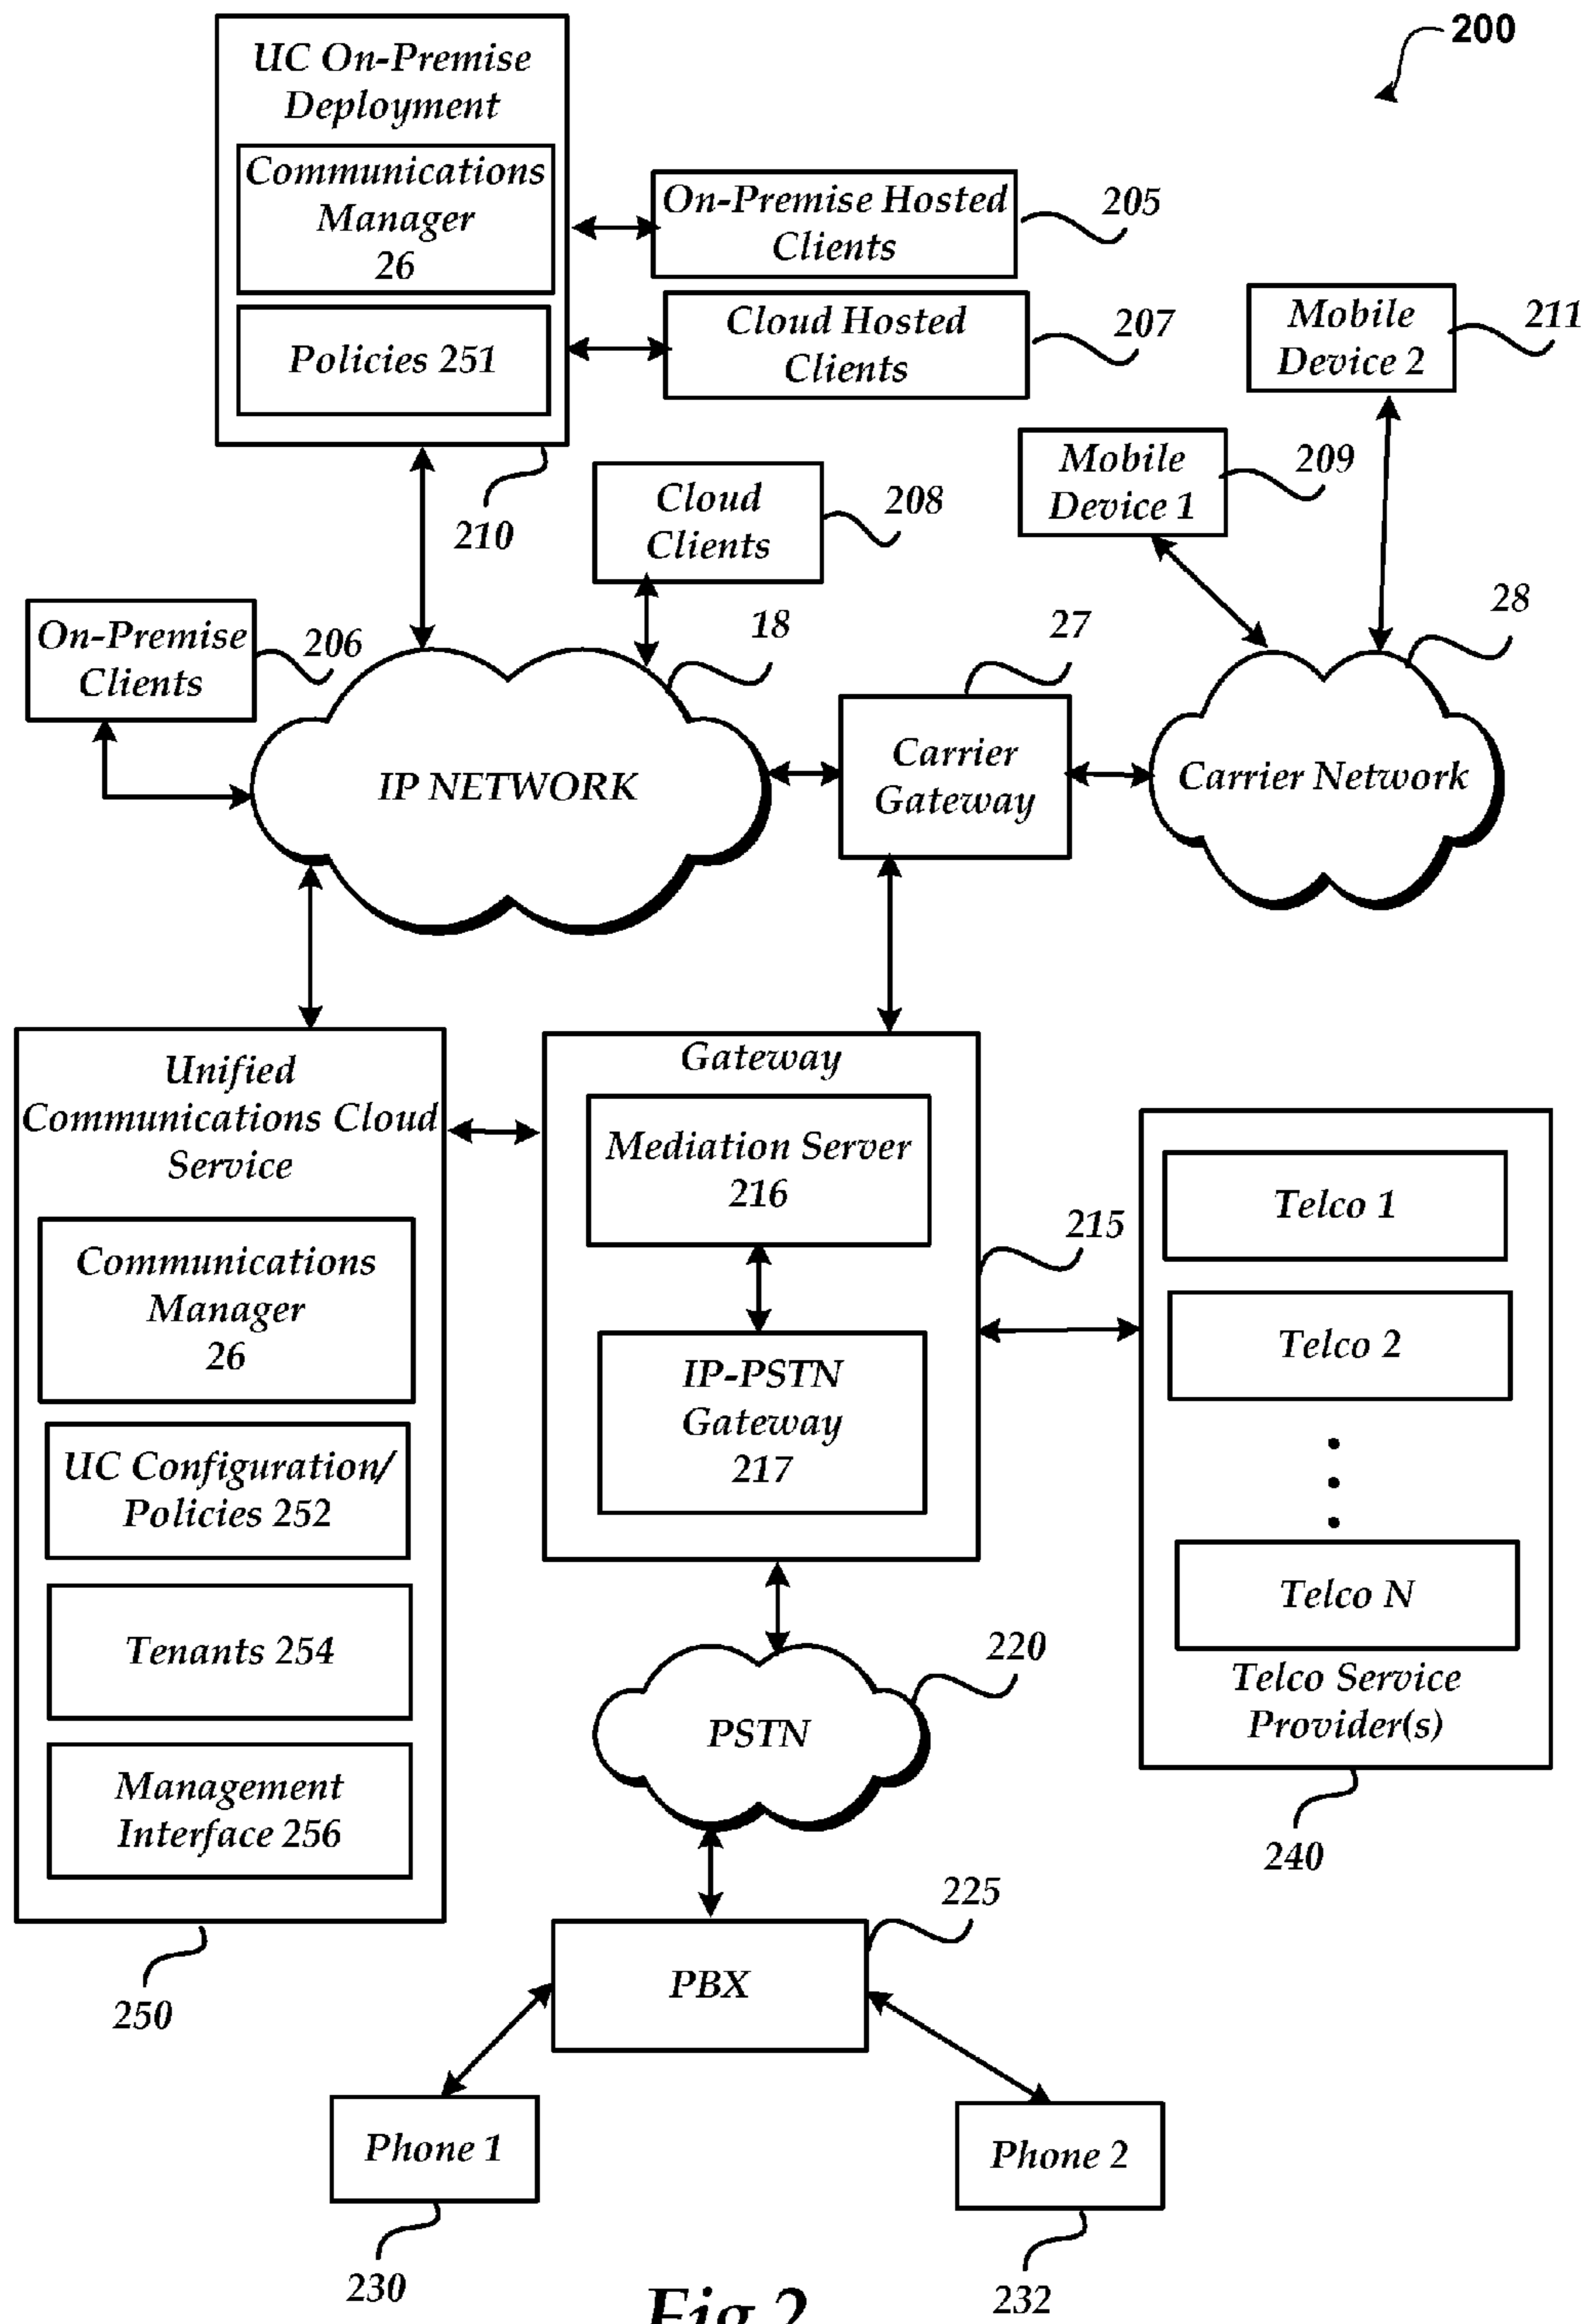 200
UC On-Premise
Deployment
Communications
Manager
26
Policies 251
On-Premise Hosted
Clients
205
Cloud Hosted
Clients
207
Mobile
Device 2
211
Mobile
Device 1
209
210
Cloud
Clients
208
On-Premise
Clients
206
18
27
28
IP NETWORK
Carrier
Gateway
Carrier Network
Unified
Communications Cloud
Service
Communications
Manager
26
UC Configuration/
Policies 252
Tenants 254
Management
Interface 256
250
Gateway
Mediation Server
216
IP-PSTN
Gateway
217
215
Telco 1
Telco 2
Telco N
Telco Service
Provider(s)
240
PSTN
220
PBX
225
Phone 1
230
Phone 2
232
Fig 2